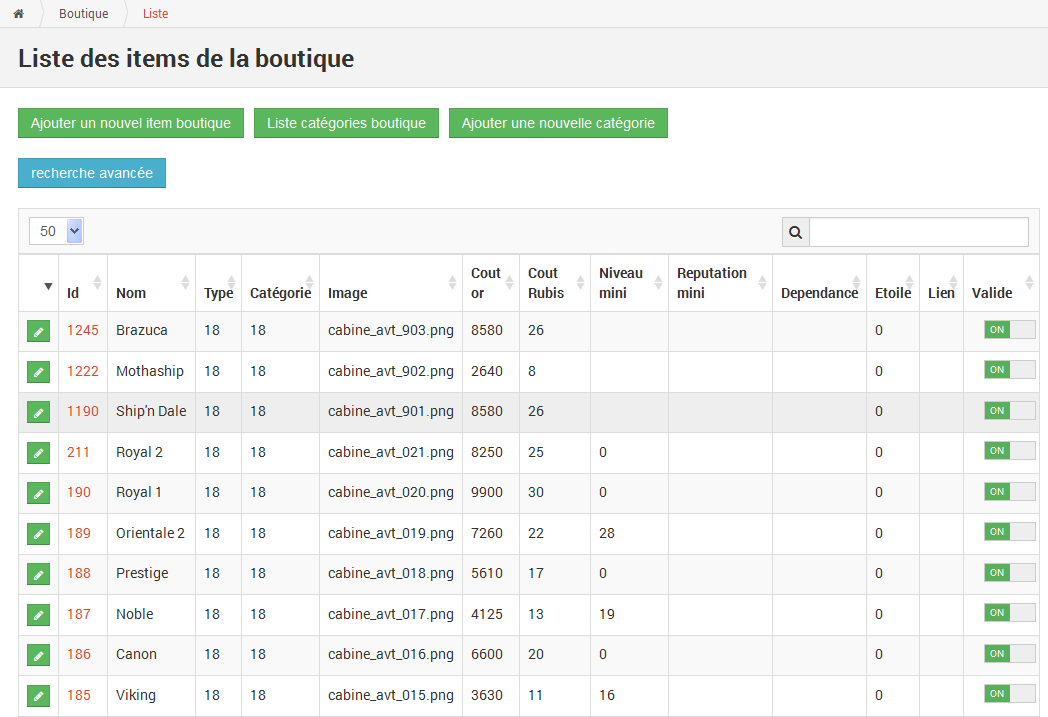 Boutique Liste
Liste des items de la boutique
Ajouter un nouvel item boutique Liste catégories boutique Ajouter une nouvelle catégorie
recherche avancée
50
Id Nom Type Catégorie Image Cout or Cout Rubis Niveau mini Reputation mini Dependance Etoile Lien Valide
1245 Brazuca 18 18 cabine_avt_903.png 8580 26 0 ON
1222 Mothaship 18 18 cabine_avt_902.png 2640 8 0 ON
1190 Ship'n Dale 18 18 cabine_avt_901.png 8580 26 0 ON
211 Royal 2 18 18 cabine_avt_021.png 8250 25 0 0 ON
190 Royal 1 18 18 cabine_avt_020.png 9900 30 0 0 ON
189 Orientale 2 18 18 cabine_avt_019.png 7260 22 28 0 ON
188 Prestige 18 18 cabine_avt_018.png 5610 17 0 0 ON
187 Noble 18 18 cabine_avt_017.png 4125 13 19 0 ON
186 Canon 18 18 cabine_avt_016.png 6600 20 0 0 ON
185 Viking 18 18 cabine_avt_015.png 3630 11 16 0 ON